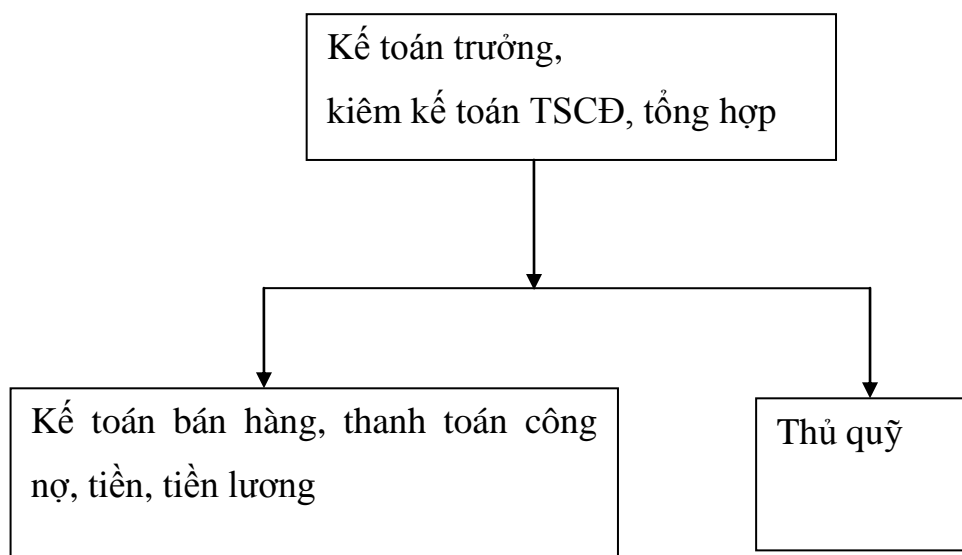 Kế toán trưởng,
kiêm kế toán TSCĐ, tổng hợp
Kế toán bán hàng, thanh toán công
nợ, tiền, tiền lương
Thủ quỹ